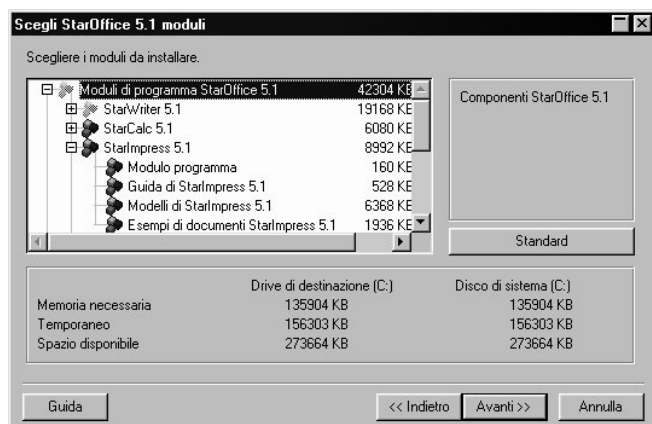 Scegli StarOffice 5.1 moduli
Scegliere i moduli da installare.
Moduli di programma StarOffice 5.1 42304 KB
StarWriter 5.1 19168 KB
StarCalc 5.1 6080 KB
StarImpress 5.1 8992 KB
Modulo programma 160 KB
Guida di StarImpress 5.1 528 KB
Modelli di StarImpress 5.1 6368 KB
Esempi di documenti StarImpress 5.1 1936 KB
Componenti StarOffice 5.1
Standard
Drive di destinazione (C:) Disco di sistema (C:)
Memoria necessaria 135904 KB 135904 KB
Temporaneo 156303 KB 156303 KB
Spazio disponibile 273664 KB 273664 KB
Guida << Indietro Avanti >> Annulla